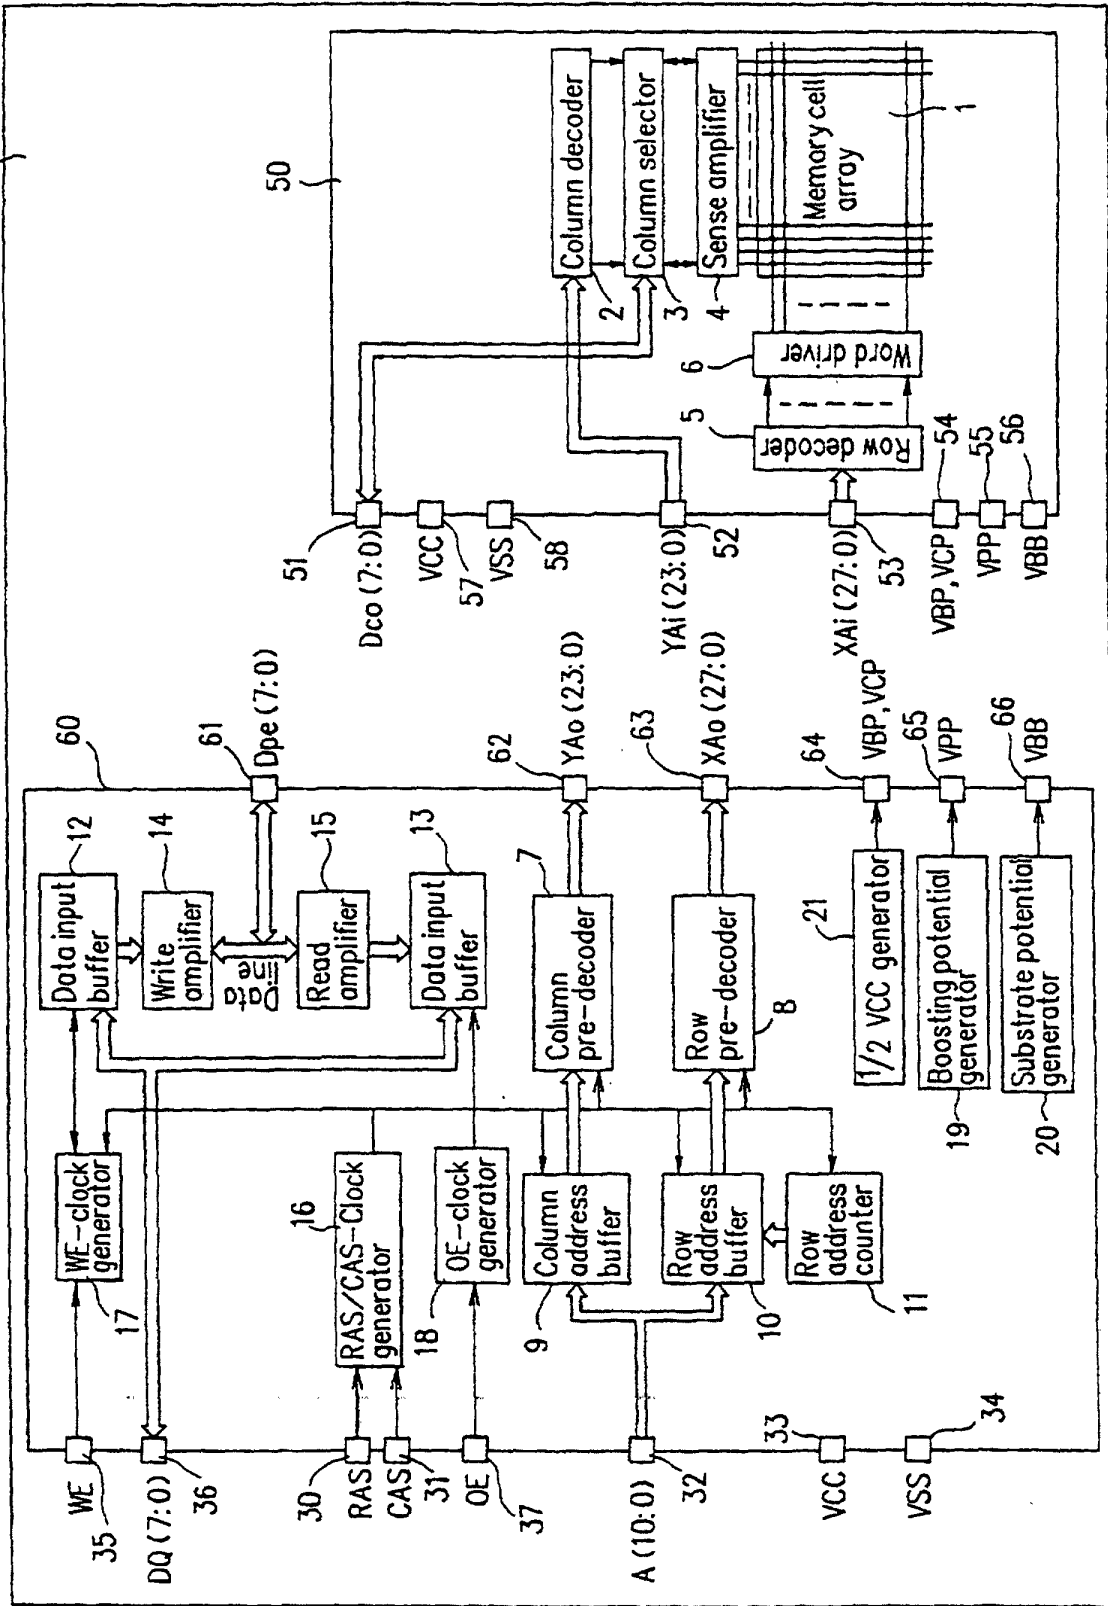 WE
35
DQ (7:0)
36
30
RAS
CAS
31
OE
37
A (10:0)
32
VCC
33
VSS
34
WE-clock
generator
17
16
RAS/CAS-Clock
generator
18
OE-clock
generator
Column
address
buffer
9
Row
address
buffer
10
Row
address
counter
11
12
Data input
buffer
14
Write
amplifier
Data
line
15
Read
amplifier
13
Data input
buffer
7
Column
pre-decoder
Row
pre-decoder
8
1/2 VCC generator
21
Boosting potential
generator
19
Substrate potential
generator
20
60
61
Dpe (7:0)
62
YAo (23:0)
63
XAo (27:0)
64
VBP, VCP
65
VPP
66
VBB
50
51
Dco (7:0)
VCC
57
VSS
58
YAi (23:0)
52
XAi (27:0)
53
VBP, VCP
54
VPP
55
VBB
56
Column decoder
2
Column selector
3
Sense amplifier
4
5
Row decoder
6
Word driver
Memory cell
array
1